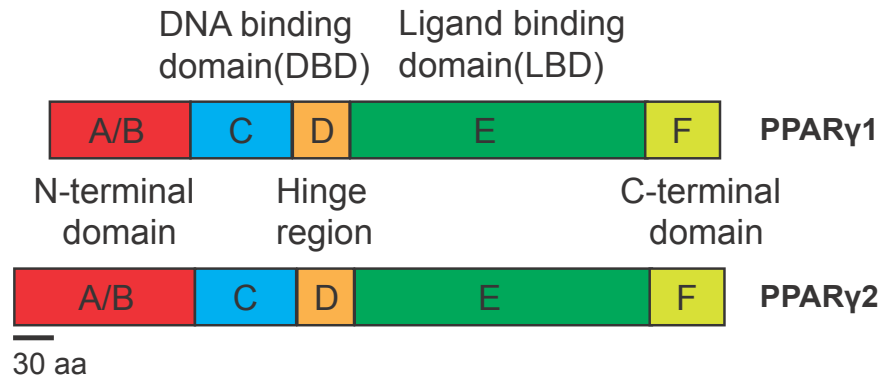 DNA binding
domain(DBD)
Ligand binding
domain(LBD)
A/B C D E F PPARγ1
N-terminal
domain
Hinge
region
C-terminal
domain
A/B C D E F PPARγ2
30 aa